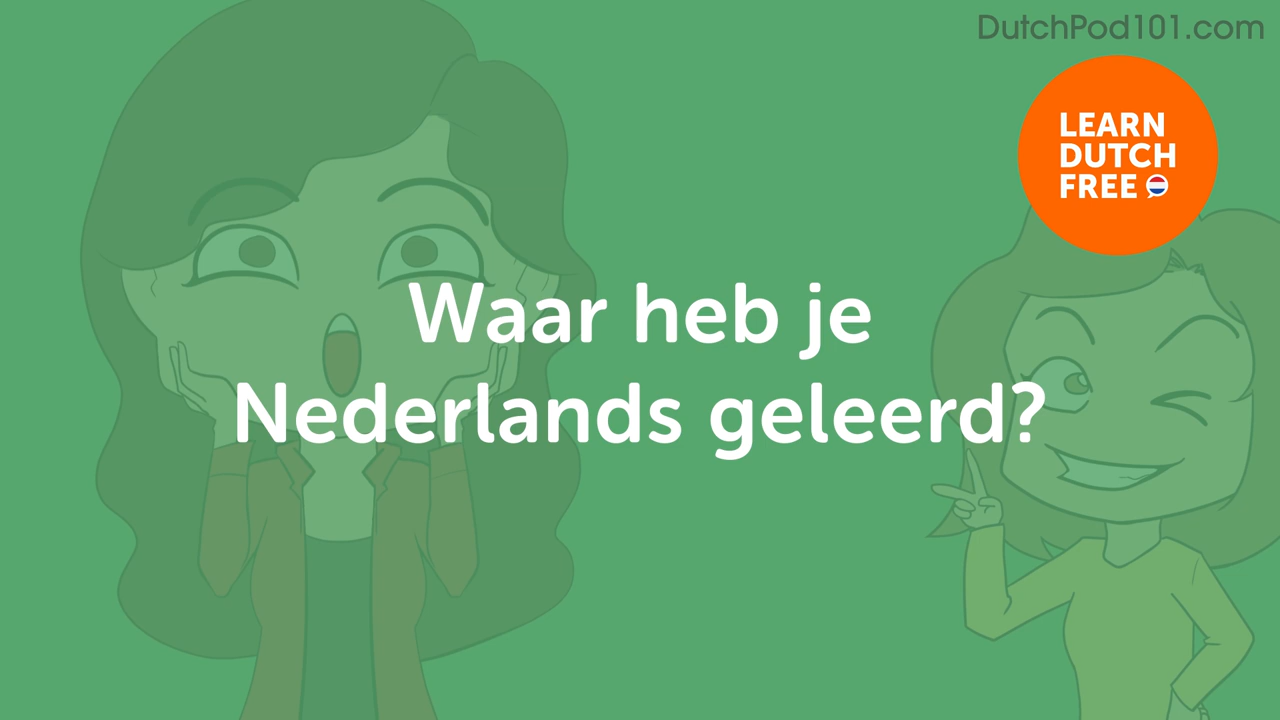 DutchPod101.com
LEARN
DUTCH
FREE
Waar heb je
Nederlands geleerd?